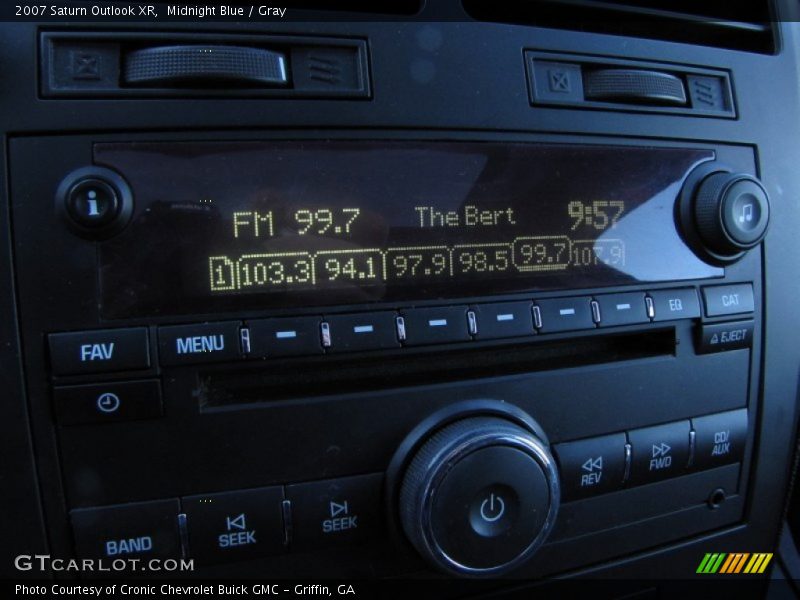 2007 Saturn Outlook XR,  Midnight Blue / Gray
i
FM 99.7 The Bert 9:57
1 103.3 94.1 97.9 98.5 99.7 107.9
FAV MENU EQ CAT
EJECT
REV FWD CD/AUX
BAND SEEK SEEK
GTCARLOT.COM
Photo Courtesy of Cronic Chevrolet Buick GMC – Griffin, GA